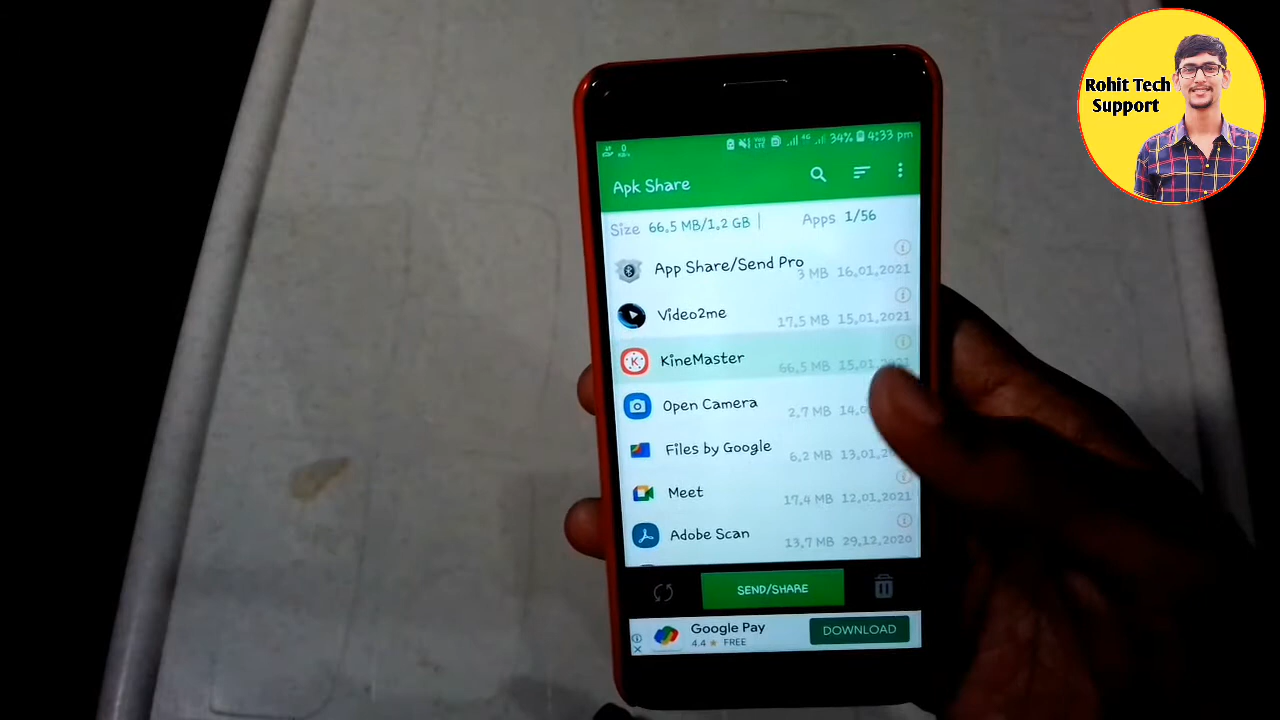 Rohit Tech
Support
34% 4:33 pm
Apk Share
Size 66.5 MB/1.2 GB Apps 1/56
App Share/Send Pro
3 MB 16.01.2021
Video2me
17.5 MB 15.01.2021
KineMaster
66.5 MB 15.01.2021
Open Camera
2.7 MB 14.0
Files by Google
6.2 MB 13.01
Meet
17.4 MB 12.01.2021
Adobe Scan
13.7 MB 29.12.2020
SEND/SHARE
Google Pay
4.4 ★ FREE
DOWNLOAD